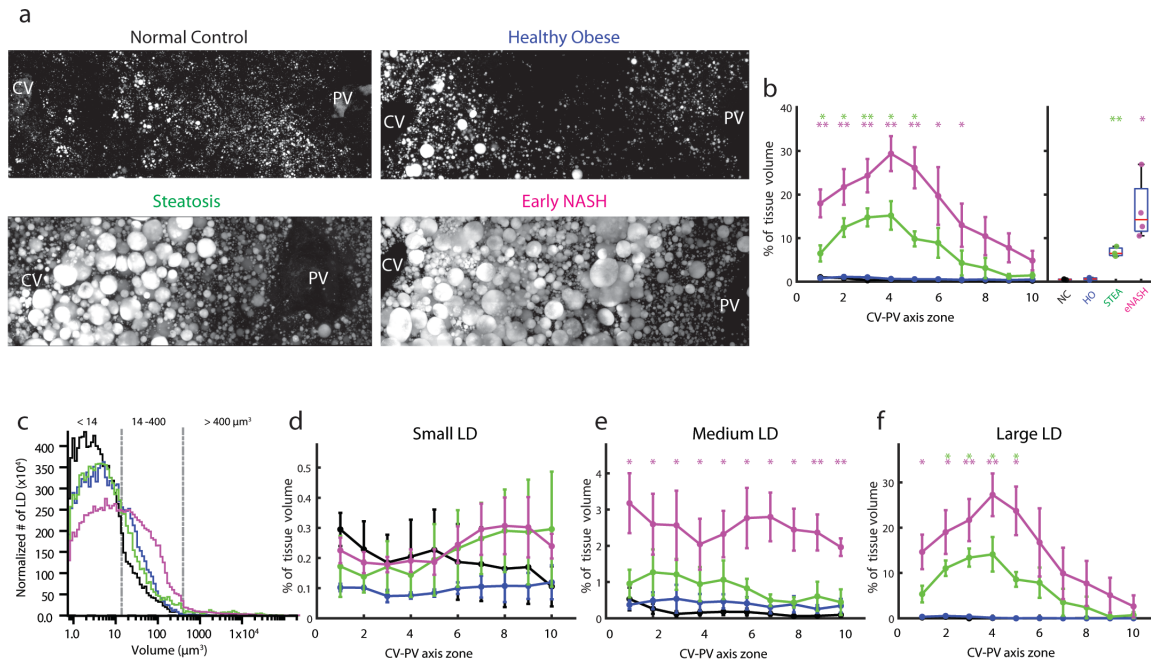 a
Normal Control
Healthy Obese
CV
PV
CV
PV
Steatosis
Early NASH
CV
PV
CV
PV
b
% of tissue volume
40
30
20
10
0
* * ** * *
** ** ** ** ** * *
** *
0 2 4 6 8 10
CV-PV axis zone
NC
HO
STEA
eNASH
c
< 14
14 -400
> 400 μm³
Normalized # of LD (x10⁴)
400
350
300
250
200
150
100
50
0.0
1.0 10 100 1000 1x10⁴
Volume (μm³)
d
Small LD
% of tissue volume
0.5
0.4
0.3
0.2
0.1
0
0 2 4 6 8 10
CV-PV axis zone
e
Medium LD
% of tissue volume
4
3
2
1
0
* * * * * * * * ** **
0 2 4 6 8 10
CV-PV axis zone
f
Large LD
% of tissue volume
30
20
10
0
* * * *
* ** ** ** *
0 2 4 6 8 10
CV-PV axis zone